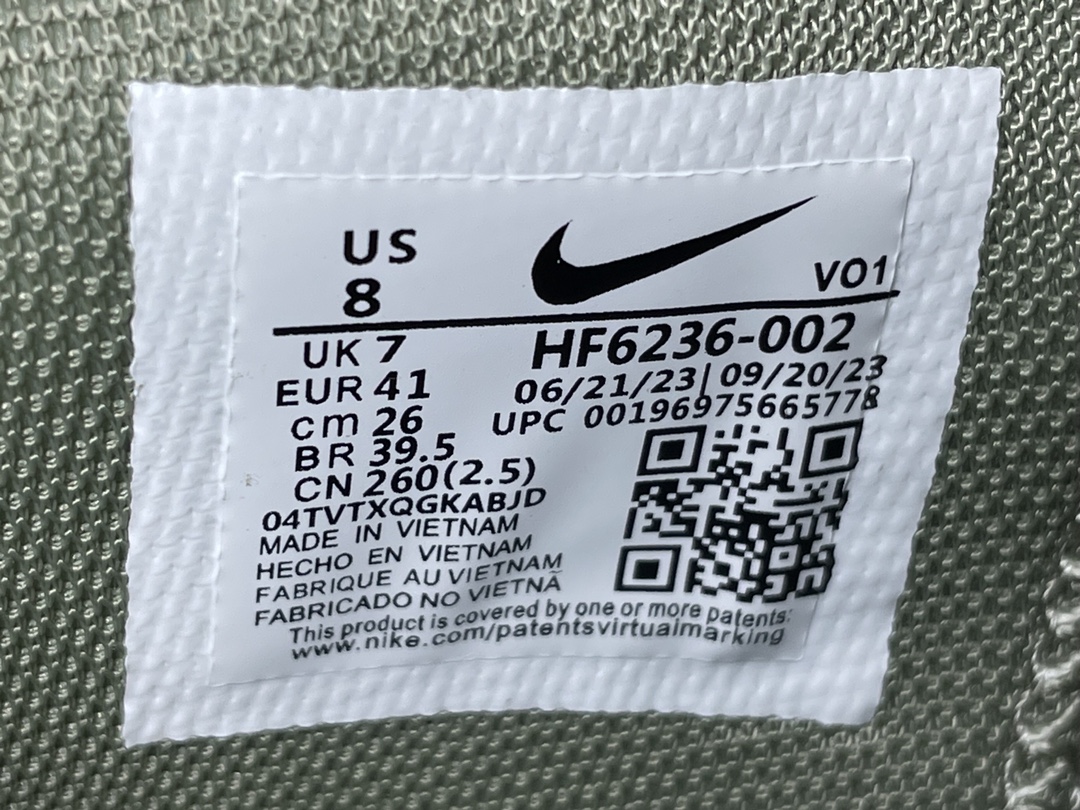 US
8
VO1
UK 7
HF6236-002
EUR 41
06/21/23|09/20/23
cm 26
UPC 00196975665778
BR 39.5
CN 260(2.5)
04TVTXQGKABJD
MADE IN VIETNAM
HECHO EN VIETNAM
FABRIQUE AU VIETNAM
FABRICADO NO VIETNÃ
This product is covered by one or more patents:
www.nike.com/patentsvirtualmarking